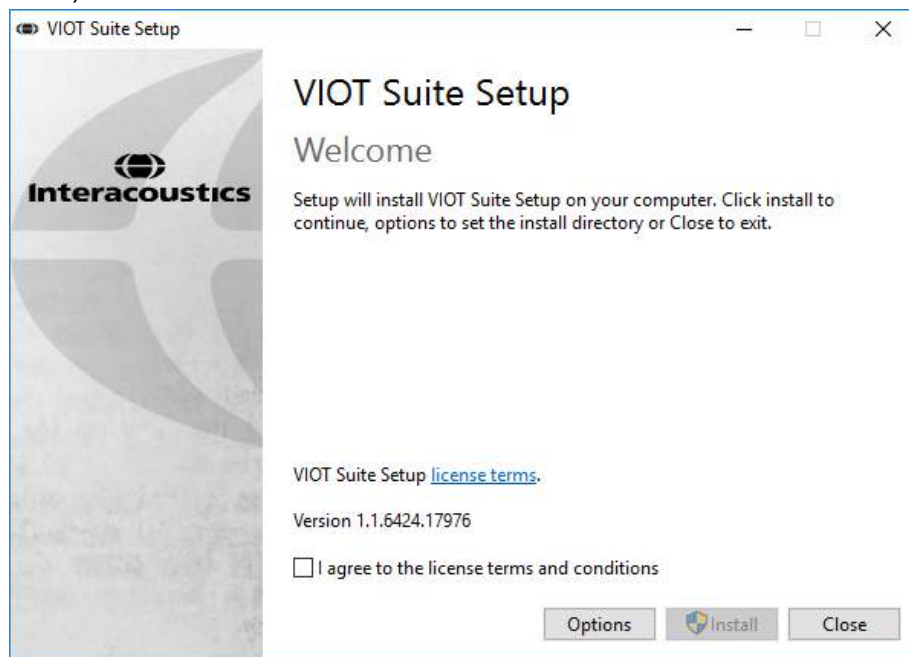 VIOT Suite Setup
VIOT Suite Setup
Welcome
Interacoustics
Setup will install VIOT Suite Setup on your computer. Click install to
continue, options to set the install directory or Close to exit.
VIOT Suite Setup license terms.
Version 1.1.6424.17976
I agree to the license terms and conditions
Options Install Close